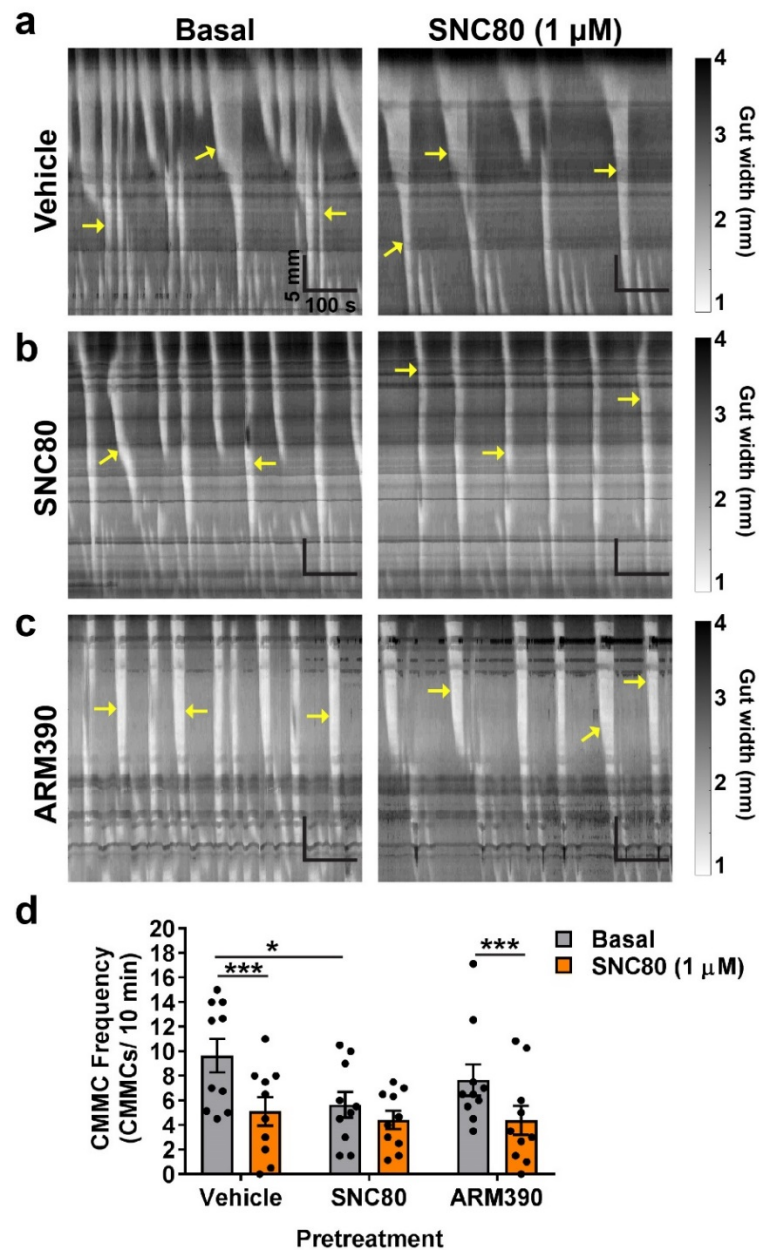 a
Basal
SNC80 (1 µM)
Vehicle
5 mm
100 s
4
3
2
1
Gut width (mm)
b
SNC80
4
3
2
1
Gut width (mm)
c
ARM390
4
3
2
1
Gut width (mm)
d
CMMC Frequency
(CMMCs/ 10 min)
20
18
16
14
12
10
8
6
4
2
0
*
***
***
Basal
SNC80 (1 µM)
Vehicle
SNC80
ARM390
Pretreatment